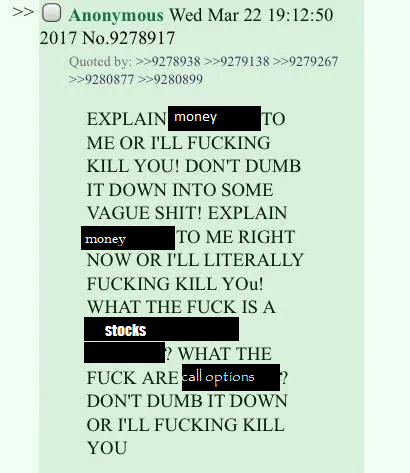 >> Anonymous Wed Mar 22 19:12:50
2017 No.9278917
Quoted by: >>9278938 >>9279138 >>9279267
>>9280877 >>9280899
EXPLAIN money TO
ME OR I'LL FUCKING
KILL YOU! DON'T DUMB
IT DOWN INTO SOME
VAGUE SHIT! EXPLAIN
money TO ME RIGHT
NOW OR I'LL LITERALLY
FUCKING KILL YOu!
WHAT THE FUCK IS A
stocks
? WHAT THE
FUCK ARE call options ?
DON'T DUMB IT DOWN
OR I'LL FUCKING KILL
YOU